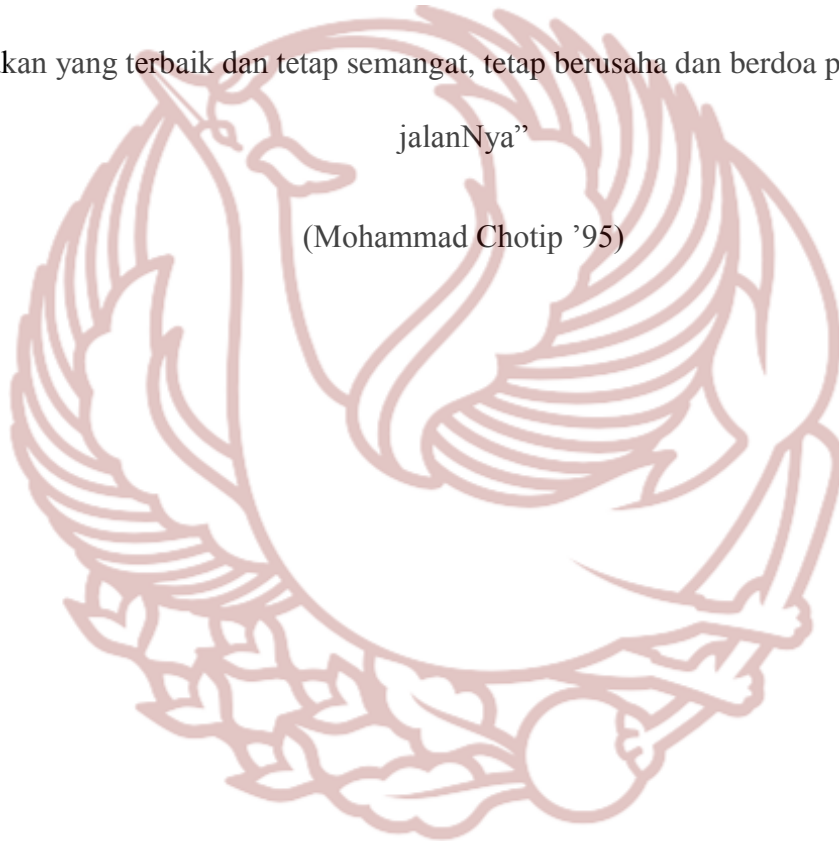 kan yang terbaik dan tetap semangat, tetap berusaha dan berdoa p
jalanNya”
(Mohammad Chotip ’95)